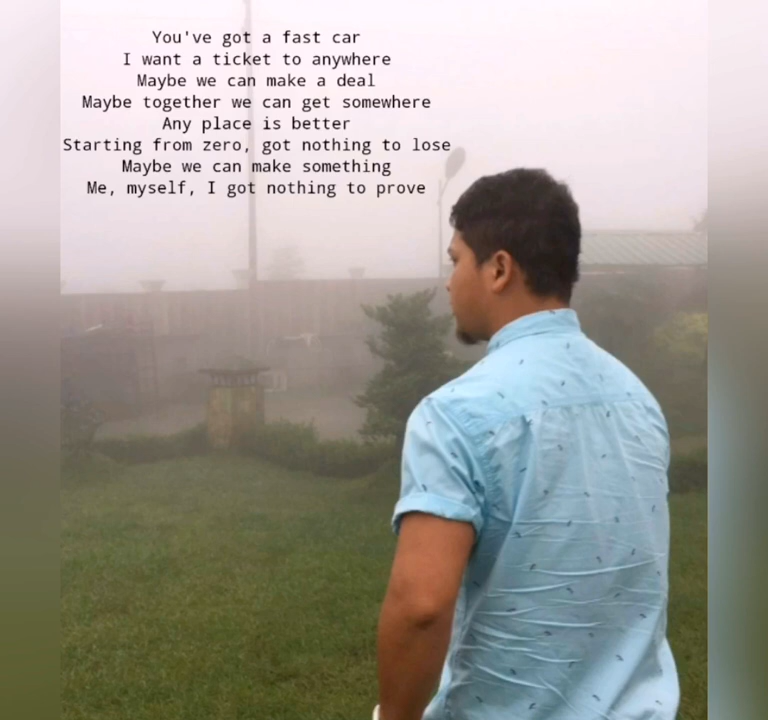 You've got a fast car
I want a ticket to anywhere
Maybe we can make a deal
Maybe together we can get somewhere
Any place is better
Starting from zero, got nothing to lose
Maybe we can make something
Me, myself, I got nothing to prove